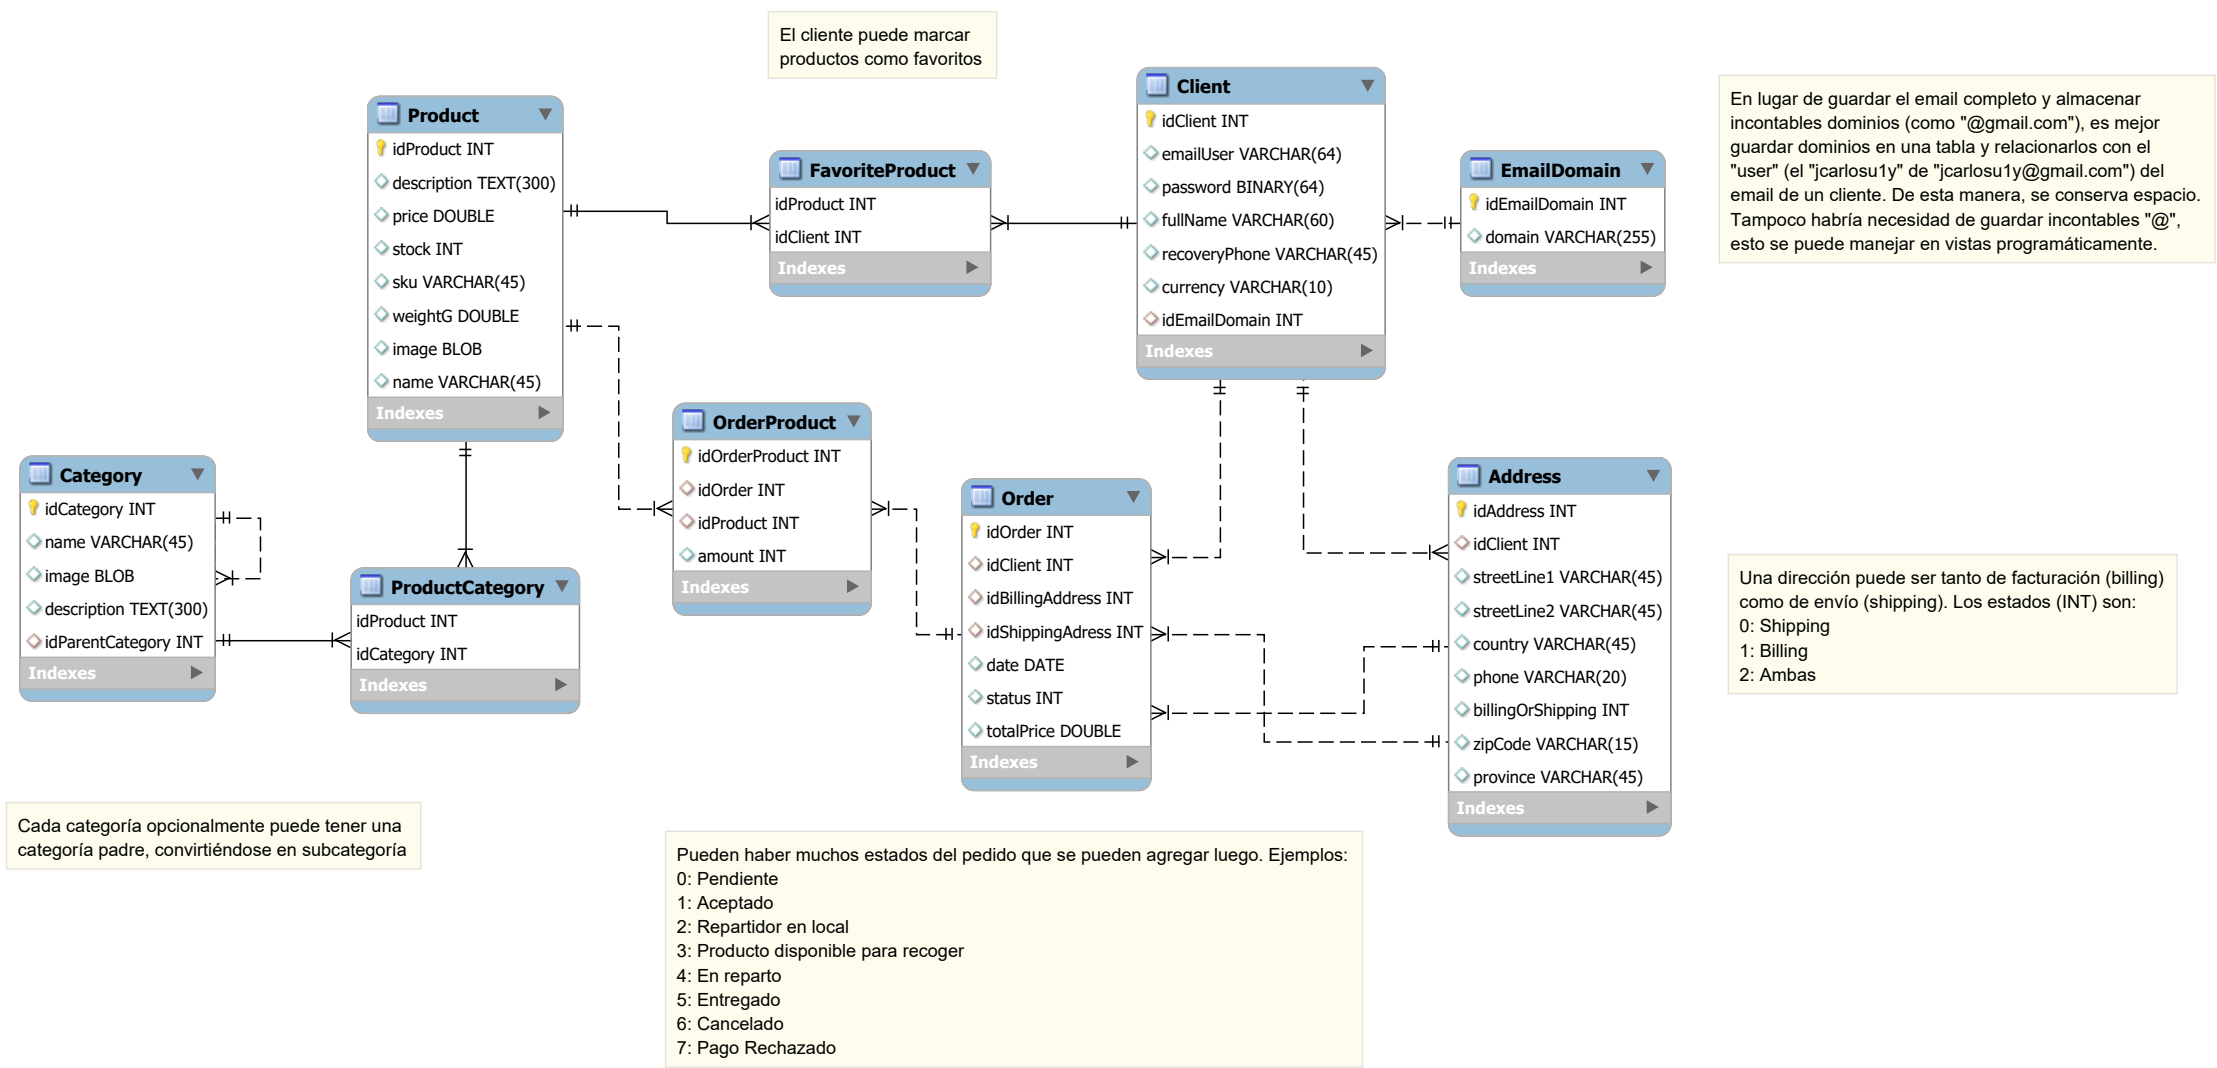 El cliente puede marcar
productos como favoritos
Product
idProduct INT
description TEXT(300)
price DOUBLE
stock INT
sku VARCHAR(45)
weightG DOUBLE
image BLOB
name VARCHAR(45)
Indexes
FavoriteProduct
idProduct INT
idClient INT
Indexes
Client
idClient INT
emailUser VARCHAR(64)
password BINARY(64)
fullName VARCHAR(60)
recoveryPhone VARCHAR(45)
currency VARCHAR(10)
idEmailDomain INT
Indexes
EmailDomain
idEmailDomain INT
domain VARCHAR(255)
Indexes
En lugar de guardar el email completo y almacenar
incontables dominios (como "@gmail.com"), es mejor
guardar dominios en una tabla y relacionarlos con el
"user" (el "jcarlosu1y" de "jcarlosu1y@gmail.com") del
email de un cliente. De esta manera, se conserva espacio.
Tampoco habría necesidad de guardar incontables "@",
esto se puede manejar en vistas programáticamente.
Category
idCategory INT
name VARCHAR(45)
image BLOB
description TEXT(300)
idParentCategory INT
Indexes
ProductCategory
idProduct INT
idCategory INT
Indexes
OrderProduct
idOrderProduct INT
idOrder INT
idProduct INT
amount INT
Indexes
Order
idOrder INT
idClient INT
idBillingAddress INT
idShippingAdress INT
date DATE
status INT
totalPrice DOUBLE
Indexes
Address
idAddress INT
idClient INT
streetLine1 VARCHAR(45)
streetLine2 VARCHAR(45)
country VARCHAR(45)
phone VARCHAR(20)
billingOrShipping INT
zipCode VARCHAR(15)
province VARCHAR(45)
Indexes
Una dirección puede ser tanto de facturación (billing)
como de envío (shipping). Los estados (INT) son:
0: Shipping
1: Billing
2: Ambas
Cada categoría opcionalmente puede tener una
categoría padre, convirtiéndose en subcategoría
Pueden haber muchos estados del pedido que se pueden agregar luego. Ejemplos:
0: Pendiente
1: Aceptado
2: Repartidor en local
3: Producto disponible para recoger
4: En reparto
5: Entregado
6: Cancelado
7: Pago Rechazado